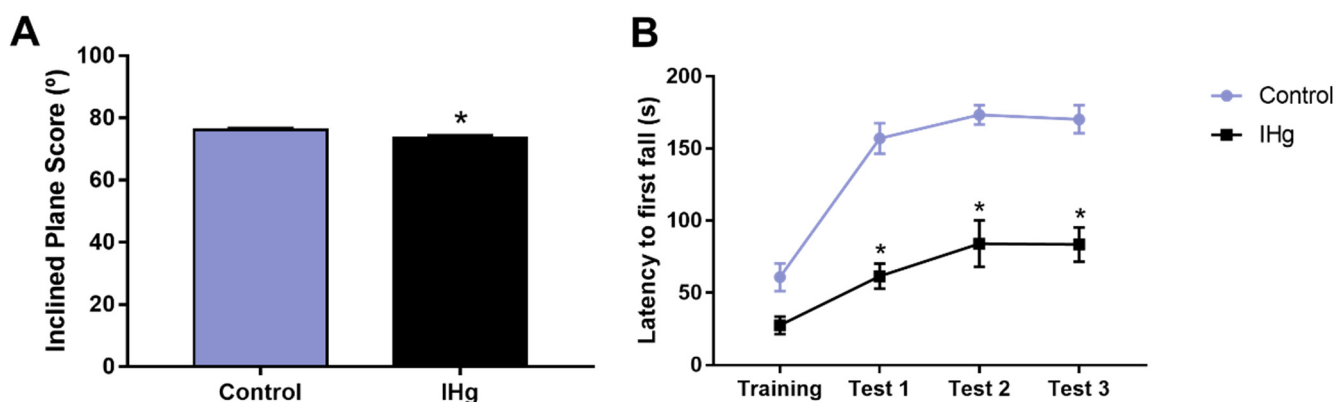 A
Inclined Plane Score (º)
100
80
60
40
20
0
*
Control
IHg
B
Latency to first fall (s)
200
150
100
50
0
*
*
*
Training
Test 1
Test 2
Test 3
Control
IHg